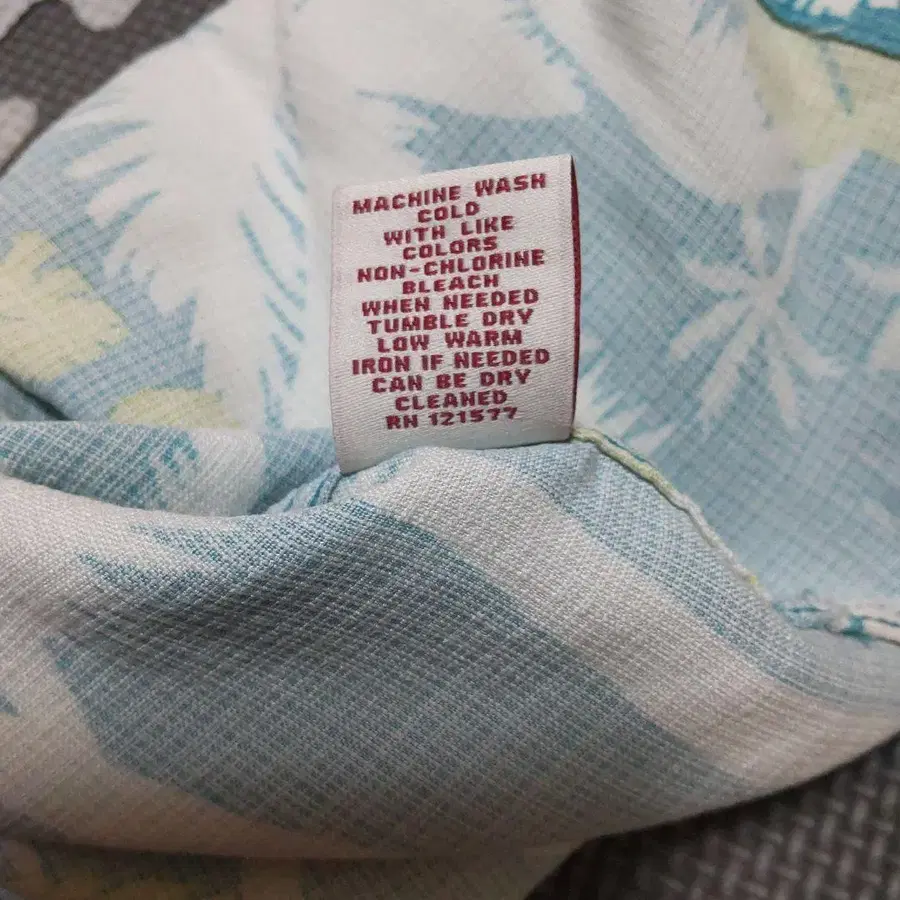 MACHINE WASH
COLD
WITH LIKE
COLORS
NON-CHLORINE
BLEACH
WHEN NEEDED
TUMBLE DRY
LOW WARM
IRON IF NEEDED
CAN BE DRY
CLEANED
RN 121577